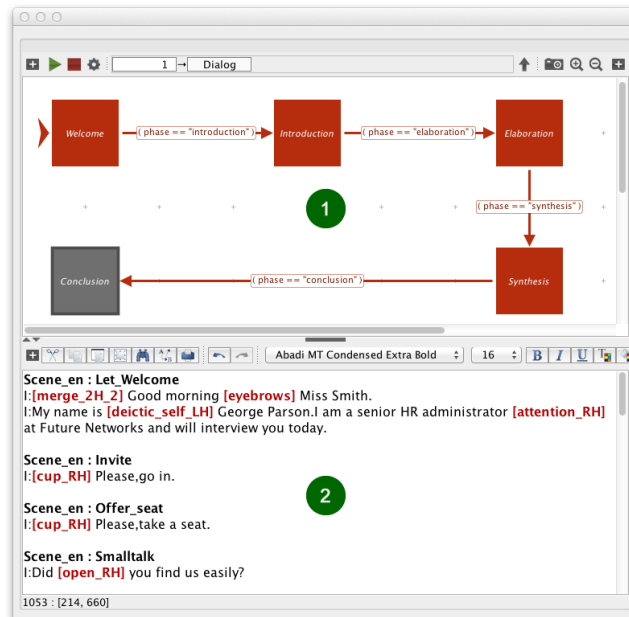 1 → Dialog
Welcome
( phase == "introduction" )
Introduction
( phase == "elaboration" )
Elaboration
1
( phase == "synthesis" )
Conclusion
( phase == "conclusion" )
Synthesis
Abadi MT Condensed Extra Bold 16 B I U T
Scene_en : Let_Welcome
I:[merge_2H_2] Good morning [eyebrows] Miss Smith.
I:My name is [deictic_self_LH] George Parson.I am a senior HR administrator [attention_RH]
at Future Networks and will interview you today.
Scene_en : Invite
I:[cup_RH] Please,go in.
2
Scene_en : Offer_seat
I:[cup_RH] Please,take a seat.
Scene_en : Smalltalk
I:Did [open_RH] you find us easily?
1053 : [214, 660]